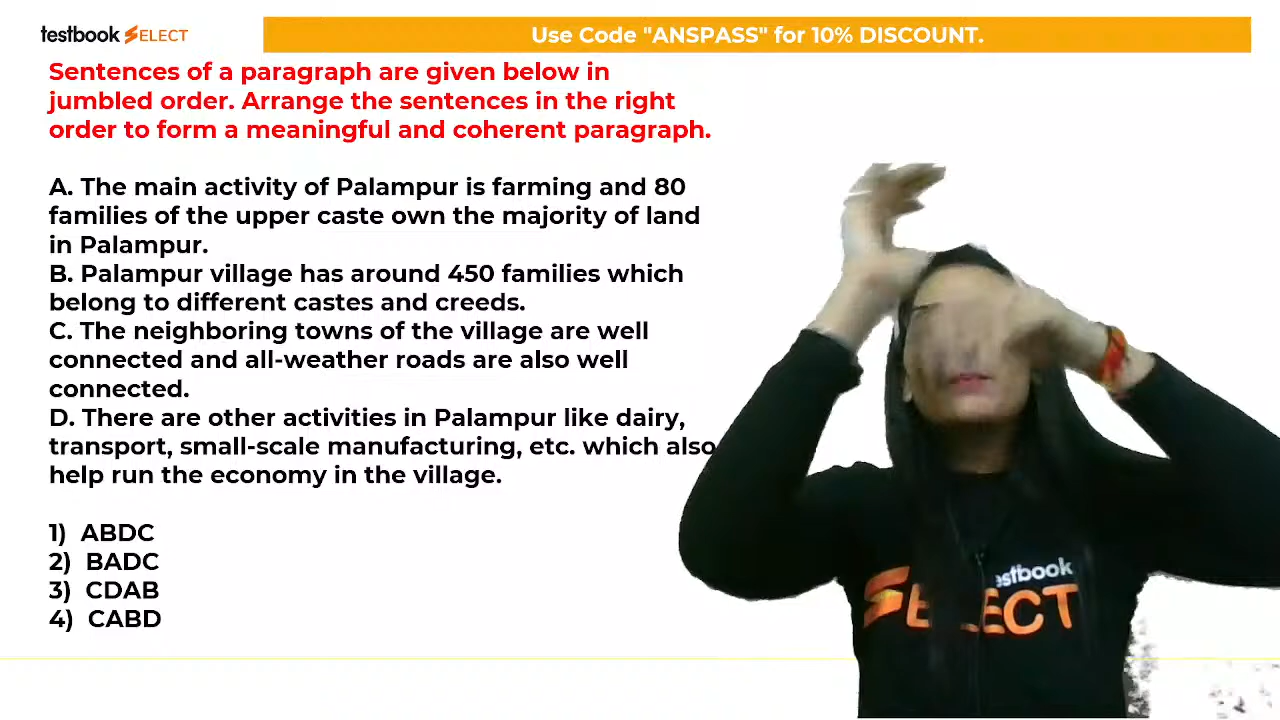 testbook SELECT
Use Code "ANSPASS" for 10% DISCOUNT.
Sentences of a paragraph are given below in
jumbled order. Arrange the sentences in the right
order to form a meaningful and coherent paragraph.
A. The main activity of Palampur is farming and 80
families of the upper caste own the majority of land
in Palampur.
B. Palampur village has around 450 families which
belong to different castes and creeds.
C. The neighboring towns of the village are well
connected and all-weather roads are also well
connected.
D. There are other activities in Palampur like dairy,
transport, small-scale manufacturing, etc. which also
help run the economy in the village.
1) ABDC
2) BADC
3) CDAB
4) CABD
testbook
SELECT